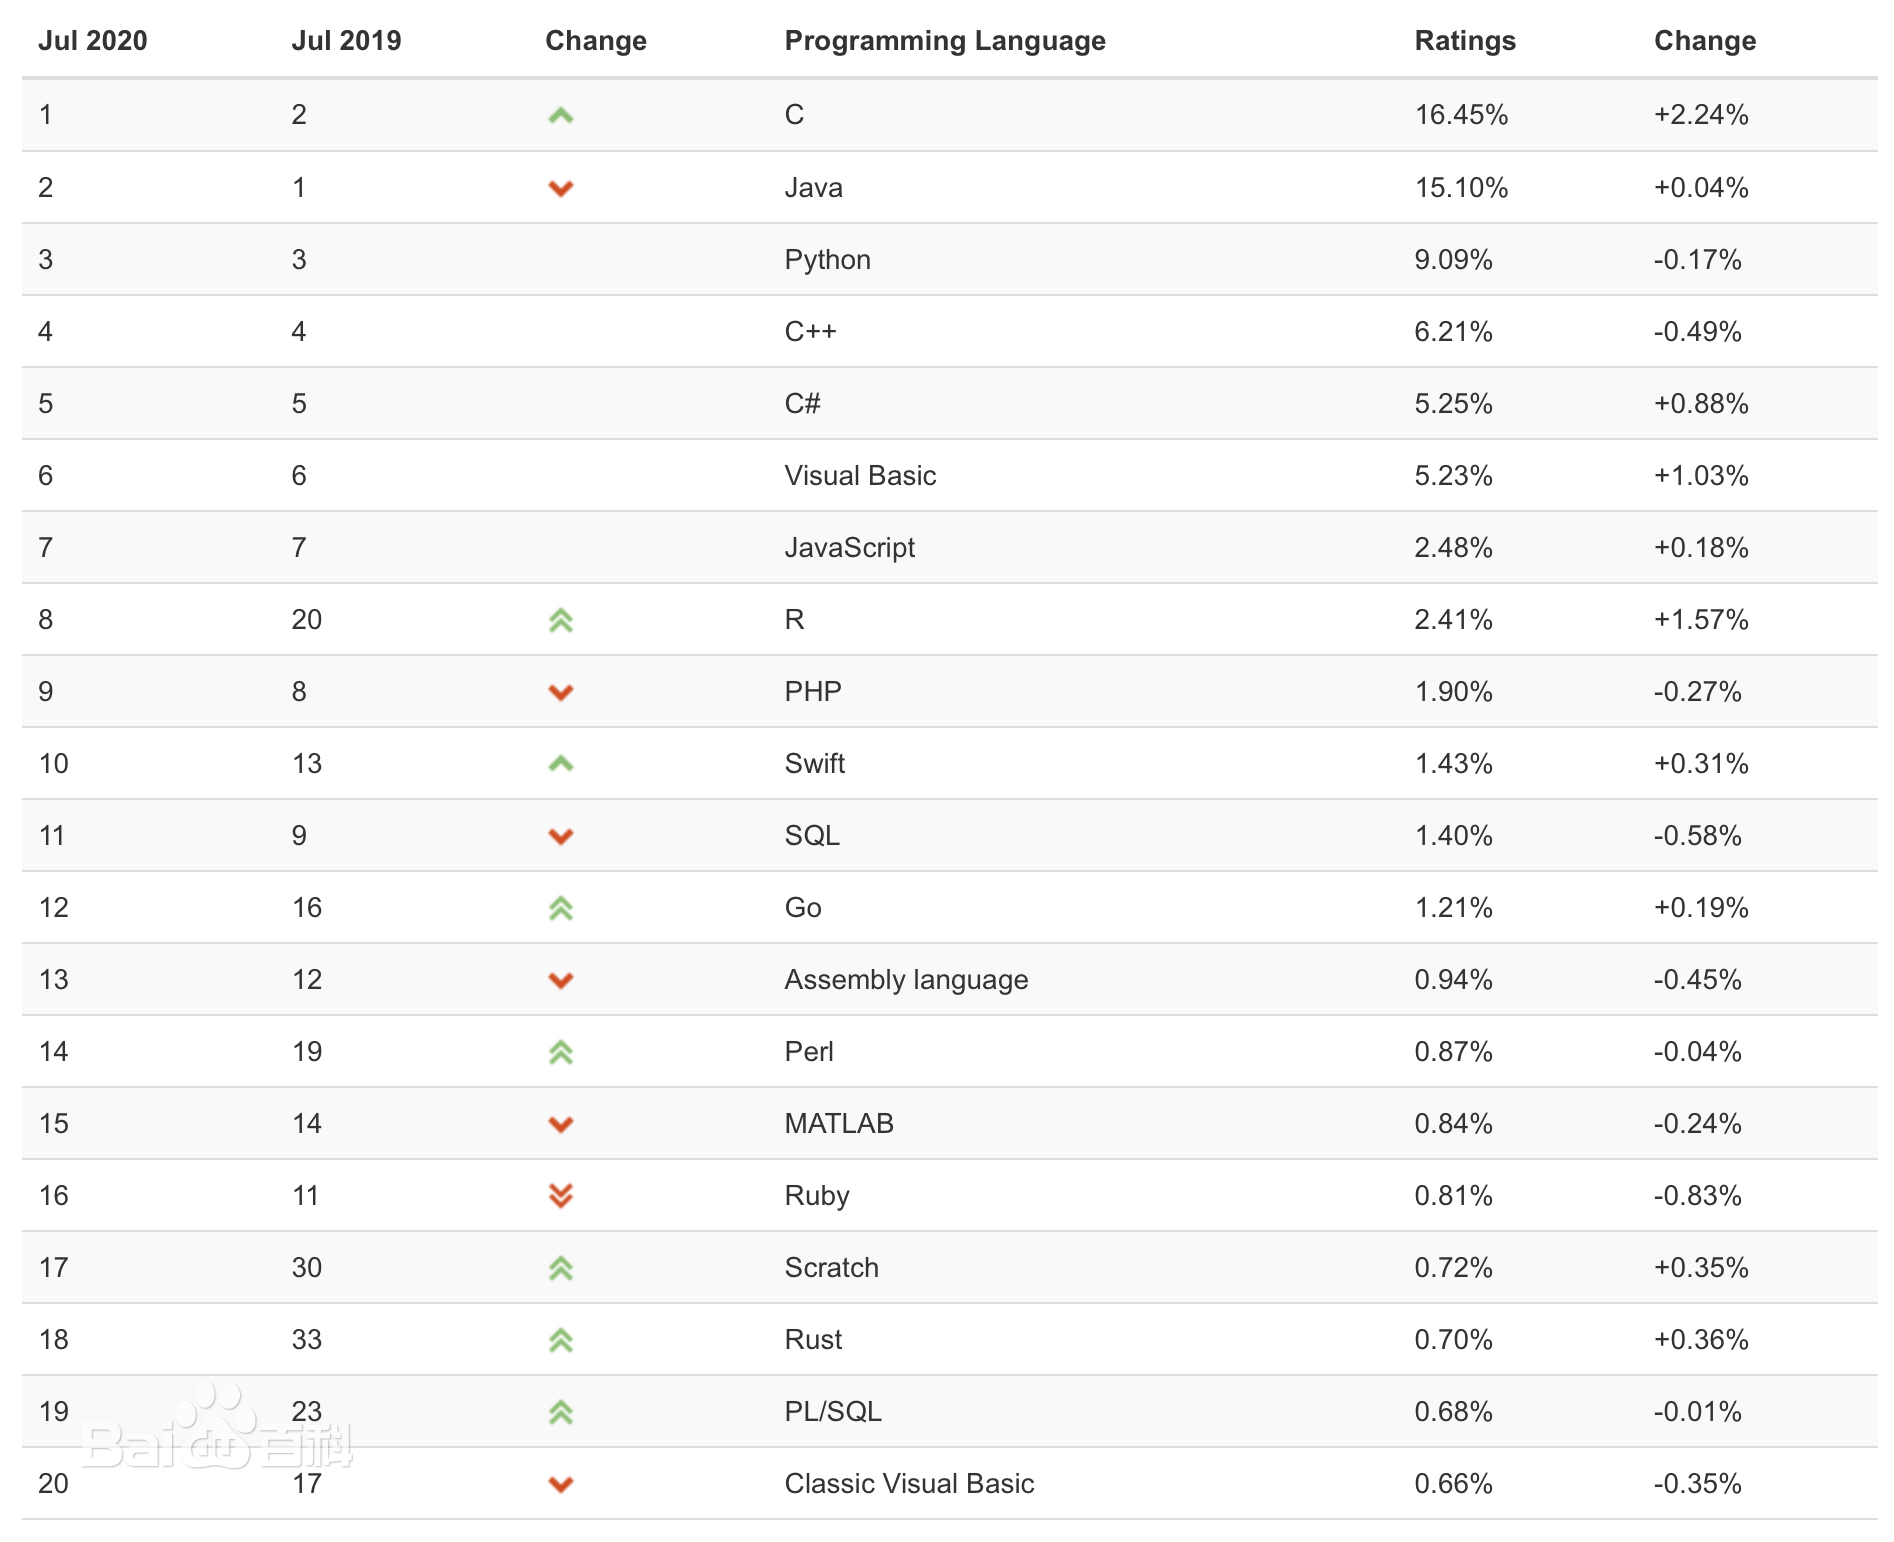 Jul 2020 Jul 2019 Change Programming Language Ratings Change
1 2 C 16.45% +2.24%
2 1 Java 15.10% +0.04%
3 3 Python 9.09% -0.17%
4 4 C++ 6.21% -0.49%
5 5 C# 5.25% +0.88%
6 6 Visual Basic 5.23% +1.03%
7 7 JavaScript 2.48% +0.18%
8 20 R 2.41% +1.57%
9 8 PHP 1.90% -0.27%
10 13 Swift 1.43% +0.31%
11 9 SQL 1.40% -0.58%
12 16 Go 1.21% +0.19%
13 12 Assembly language 0.94% -0.45%
14 19 Perl 0.87% -0.04%
15 14 MATLAB 0.84% -0.24%
16 11 Ruby 0.81% -0.83%
17 30 Scratch 0.72% +0.35%
18 33 Rust 0.70% +0.36%
19 23 PL/SQL 0.68% -0.01%
Bai du 百科
20 17 Classic Visual Basic 0.66% -0.35%